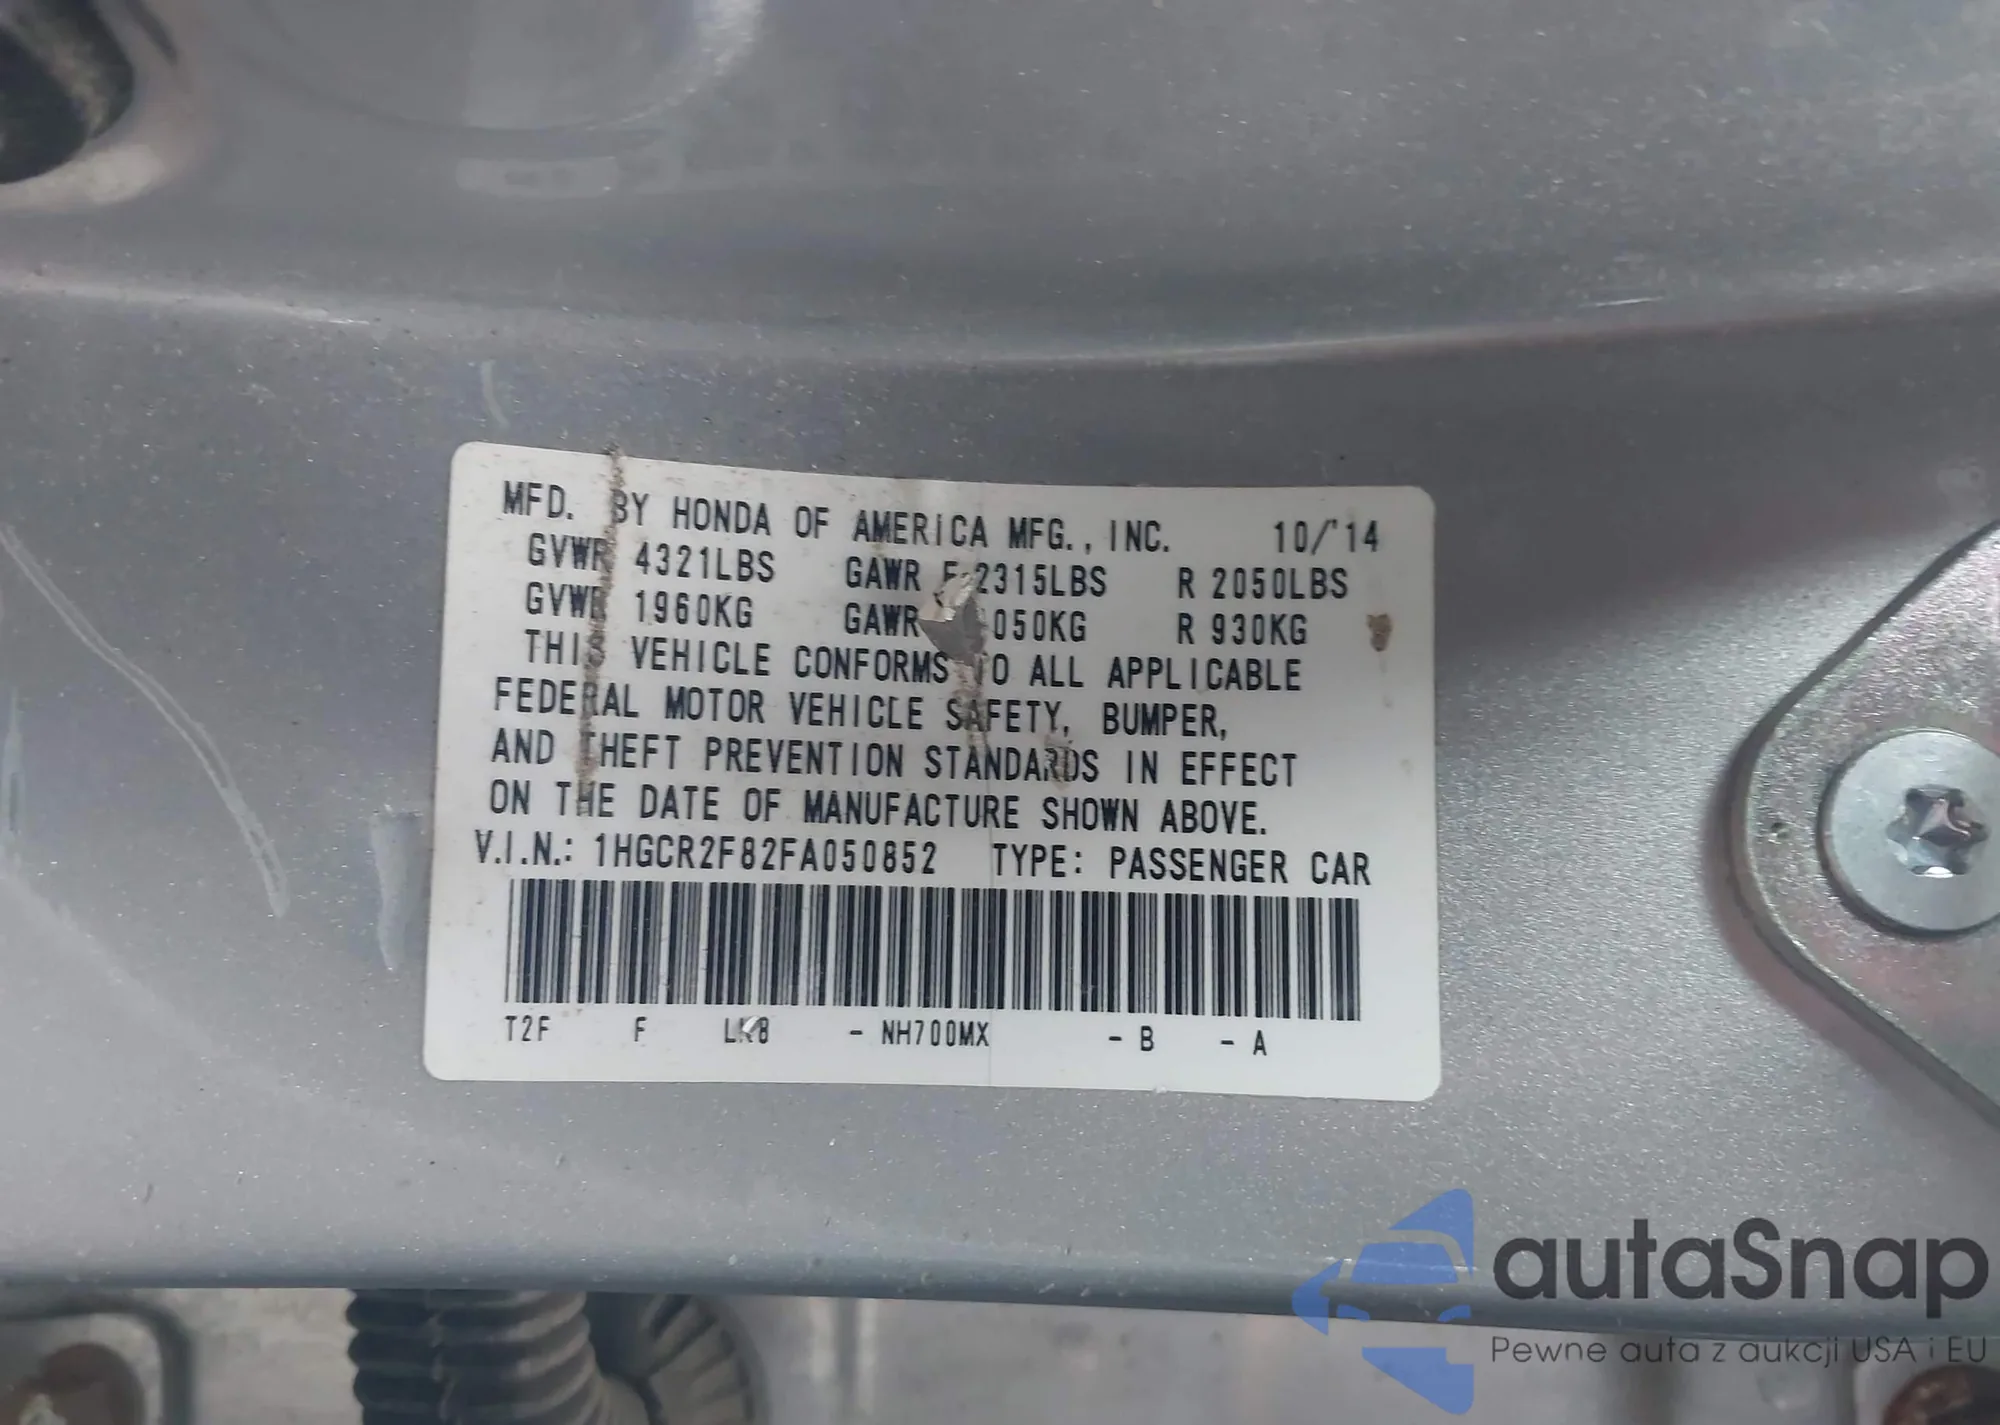 MFD. BY HONDA OF AMERICA MFG., INC. 10/'14
GVWR 4321LBS GAWR F 2315LBS R 2050LBS
GVWR 1960KG GAWR 050KG R 930KG
THIS VEHICLE CONFORMS TO ALL APPLICABLE
FEDERAL MOTOR VEHICLE SAFETY, BUMPER,
AND THEFT PREVENTION STANDARDS IN EFFECT
ON THE DATE OF MANUFACTURE SHOWN ABOVE.
V.I.N.: 1HGCR2F82FA050852 TYPE: PASSENGER CAR
T2F F - NH700MX - B - A
autaSnap
Pewne auta z aukcji USA i EU